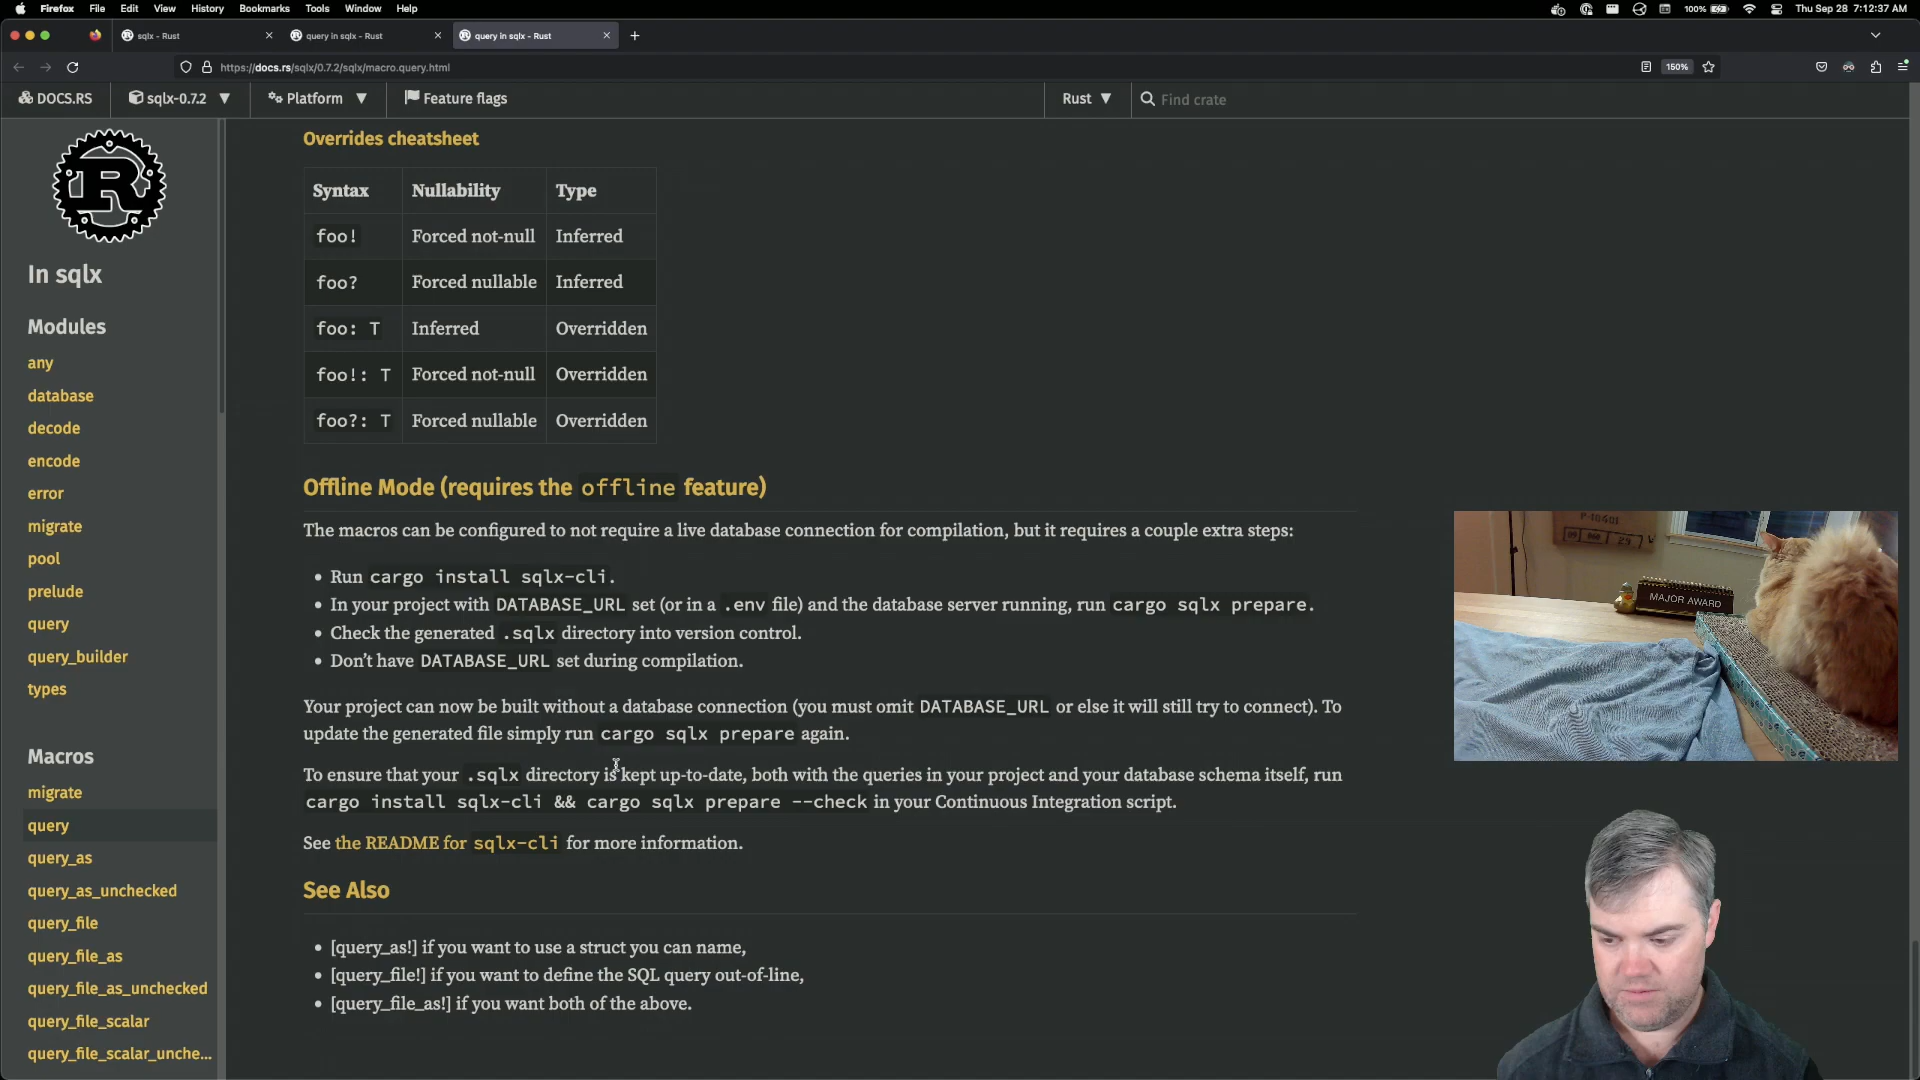 Firefox File Edit View History Bookmarks Tools Window Help 100% Thu Sep 28 7:12:37 AM
sqlx - Rust query in sqlx - Rust query in sqlx - Rust
https://docs.rs/sqlx/0.7.2/sqlx/macro.query.html 150%
DOCS.RS sqlx-0.7.2 Platform Feature flags Rust Find crate
In sqlx
Modules
any
database
decode
encode
error
migrate
pool
prelude
query
query_builder
types
Macros
migrate
query
query_as
query_as_unchecked
query_file
query_file_as
query_file_as_unchecked
query_file_scalar
query_file_scalar_unche...
Overrides cheatsheet
Syntax Nullability Type
foo! Forced not-null Inferred
foo? Forced nullable Inferred
foo: T Inferred Overridden
foo!: T Forced not-null Overridden
foo?: T Forced nullable Overridden
Offline Mode (requires the offline feature)
The macros can be configured to not require a live database connection for compilation, but it requires a couple extra steps:
• Run cargo install sqlx-cli.
• In your project with DATABASE_URL set (or in a .env file) and the database server running, run cargo sqlx prepare.
• Check the generated .sqlx directory into version control.
• Don't have DATABASE_URL set during compilation.
Your project can now be built without a database connection (you must omit DATABASE_URL or else it will still try to connect). To
update the generated file simply run cargo sqlx prepare again.
To ensure that your .sqlx directory is kept up-to-date, both with the queries in your project and your database schema itself, run
cargo install sqlx-cli && cargo sqlx prepare --check in your Continuous Integration script.
See the README for sqlx-cli for more information.
See Also
• [query_as!] if you want to use a struct you can name,
• [query_file!] if you want to define the SQL query out-of-line,
• [query_file_as!] if you want both of the above.
MAJOR AWARD